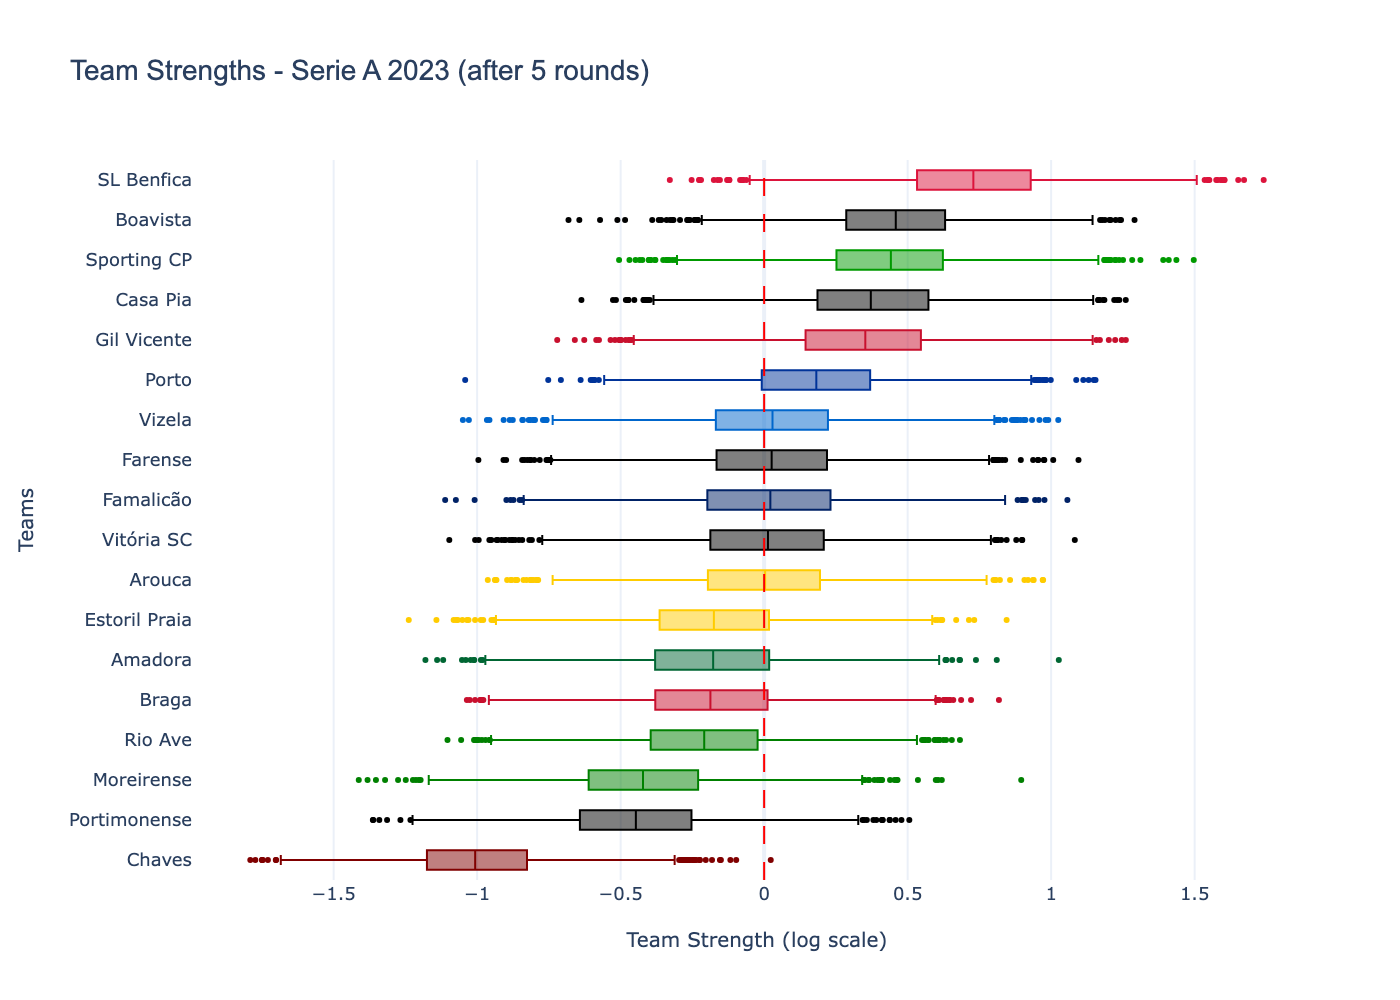 Team Strengths - Serie A 2023 (after 5 rounds)
Teams
SL Benfica
Boavista
Sporting CP
Casa Pia
Gil Vicente
Porto
Vizela
Farense
Famalicão
Vitória SC
Arouca
Estoril Praia
Amadora
Braga
Rio Ave
Moreirense
Portimonense
Chaves
−1.5 −1 −0.5 0 0.5 1 1.5
Team Strength (log scale)